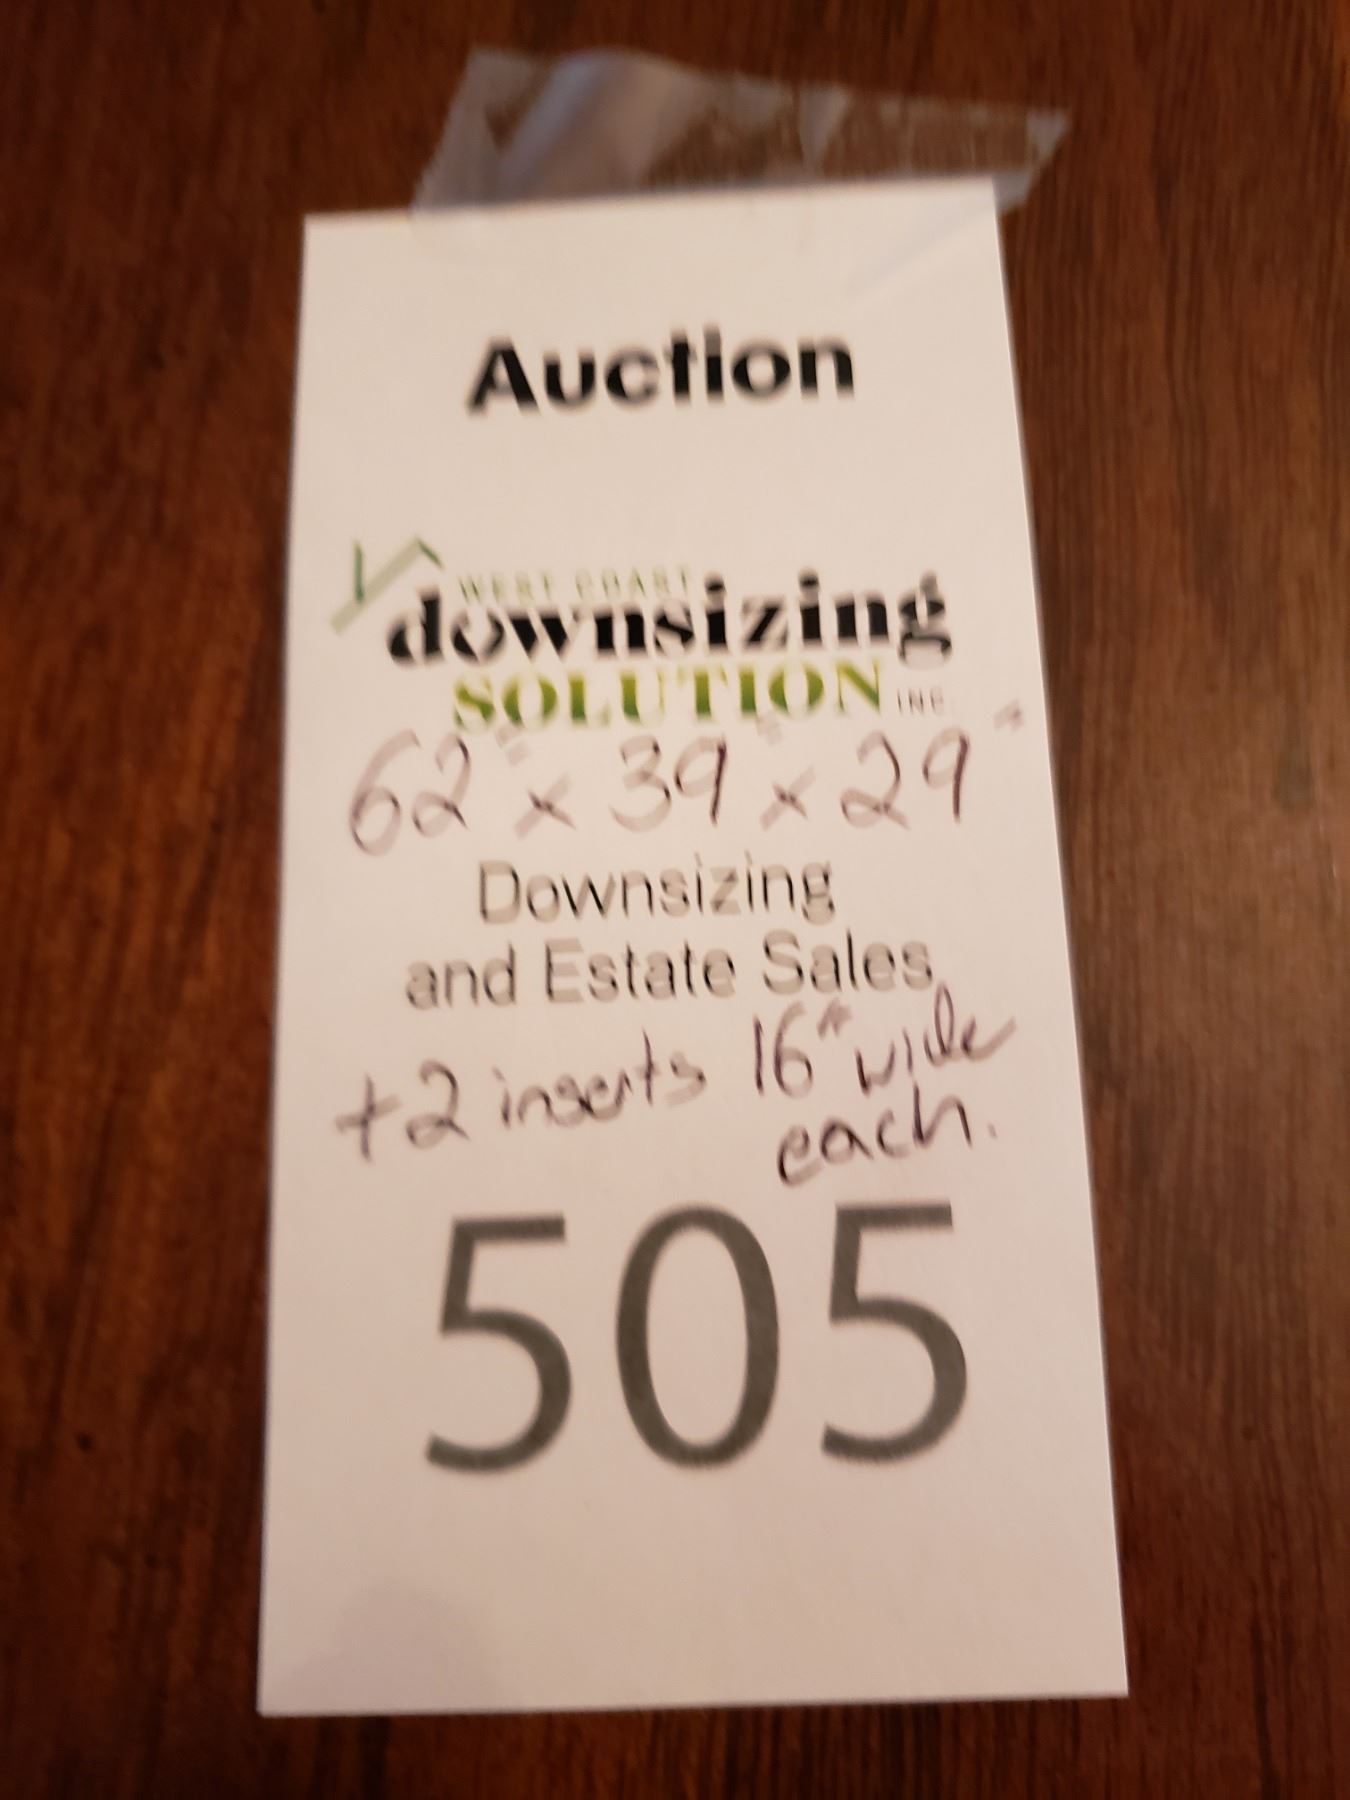 Auction
WEST COAST
downsizing
SOLUTION INC.
62" x 39" x 29"
Downsizing
and Estate Sales
+2 inserts 16" wide
each.
505